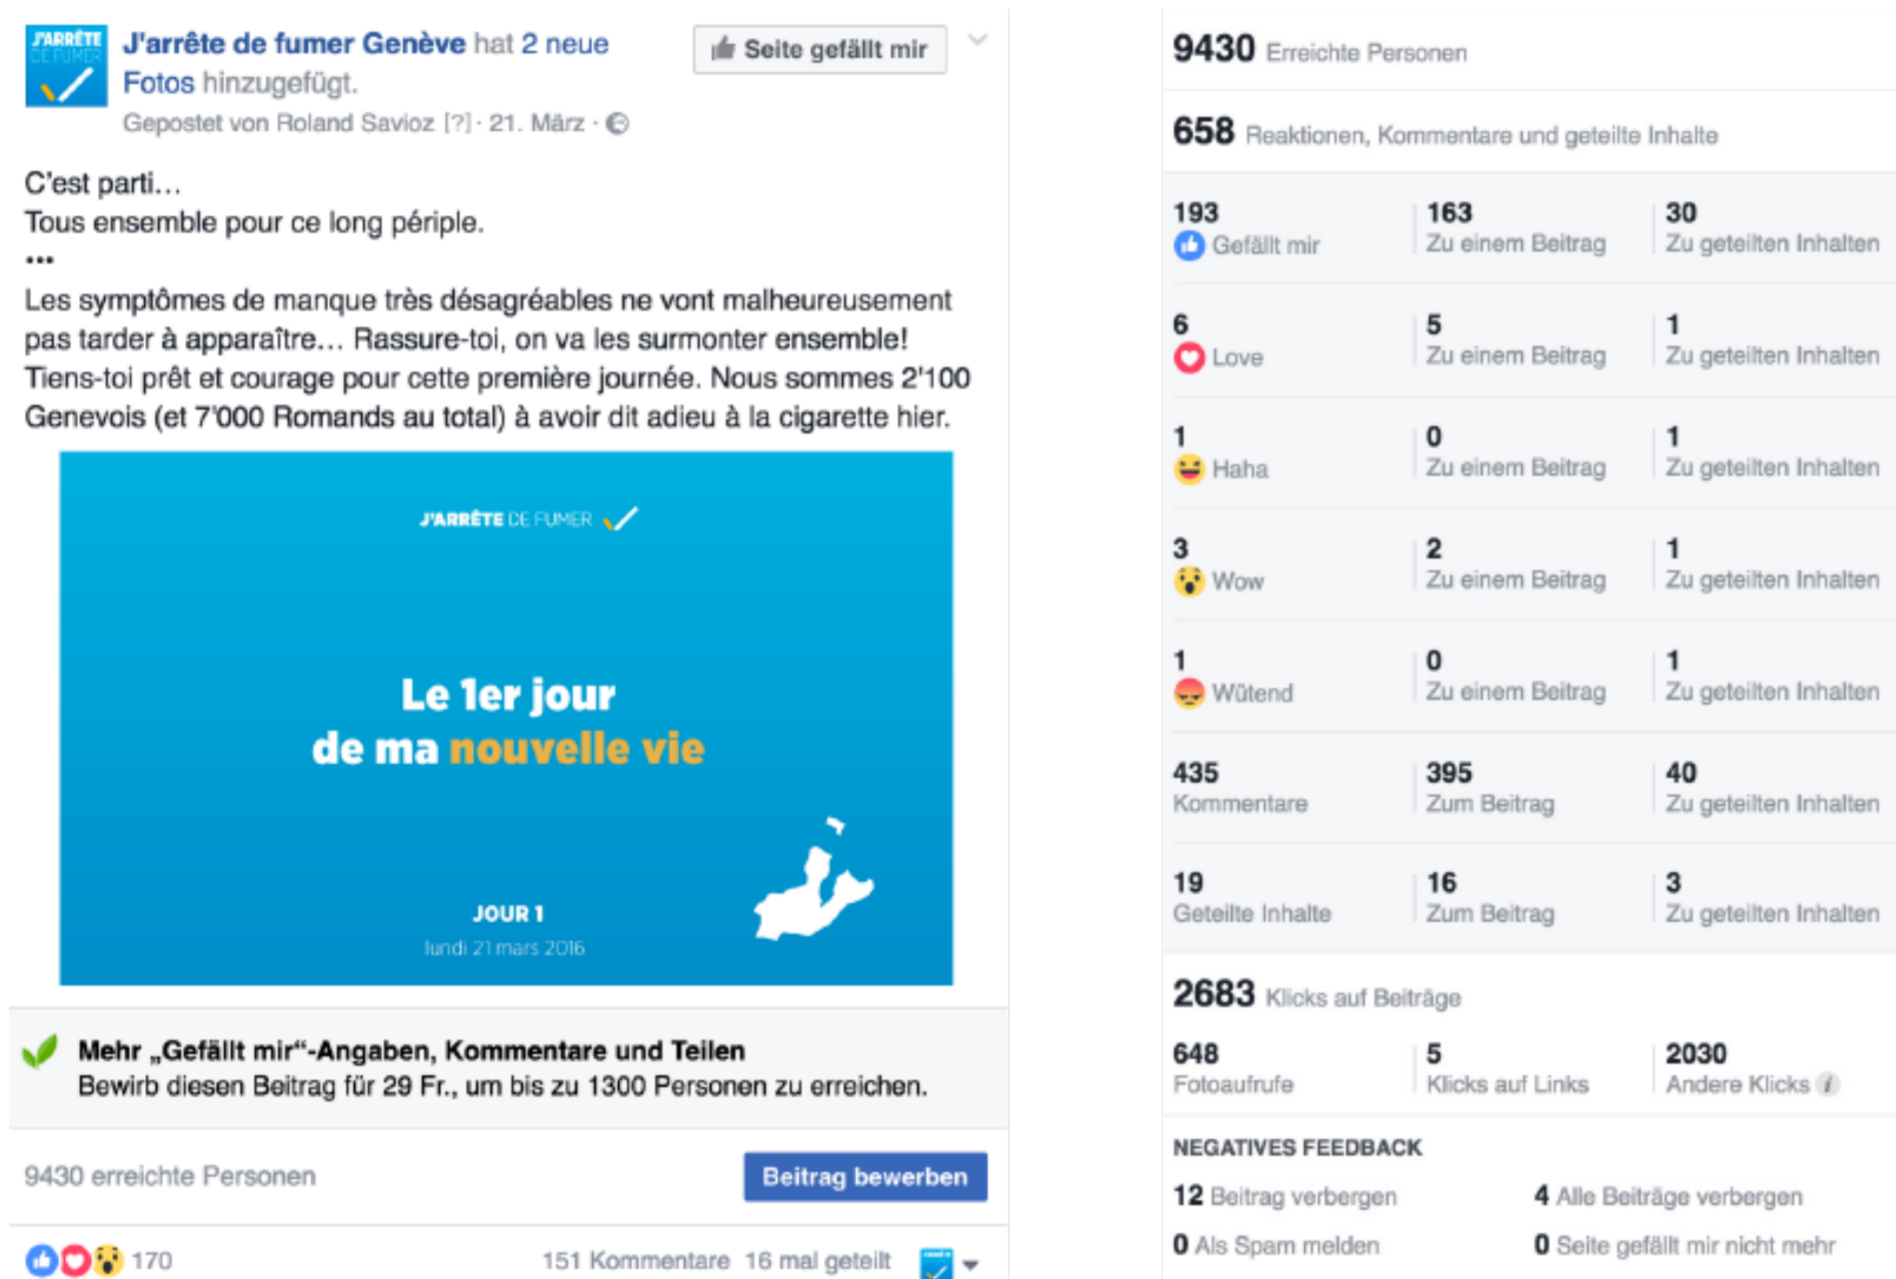 J'ARRÊTE
DE FUMER
J'arrête de fumer Genève hat 2 neue
Fotos hinzugefügt.
Gepostet von Roland Savioz [?] · 21. März ·
Seite gefällt mir
C'est parti…
Tous ensemble pour ce long périple.
•••
Les symptômes de manque très désagréables ne vont malheureusement
pas tarder à apparaître… Rassure-toi, on va les surmonter ensemble!
Tiens-toi prêt et courage pour cette première journée. Nous sommes 2'100
Genevois (et 7'000 Romands au total) à avoir dit adieu à la cigarette hier.
J'ARRÊTE DE FUMER
Le 1er jour
de ma nouvelle vie
JOUR 1
lundi 21 mars 2016
Mehr „Gefällt mir“-Angaben, Kommentare und Teilen
Bewirb diesen Beitrag für 29 Fr., um bis zu 1300 Personen zu erreichen.
9430 erreichte Personen
Beitrag bewerben
170
151 Kommentare 16 mal geteilt
9430 Erreichte Personen
658 Reaktionen, Kommentare und geteilte Inhalte
193 163 30
Gefällt mir Zu einem Beitrag Zu geteilten Inhalten
6 5 1
Love Zu einem Beitrag Zu geteilten Inhalten
1 0 1
Haha Zu einem Beitrag Zu geteilten Inhalten
3 2 1
Wow Zu einem Beitrag Zu geteilten Inhalten
1 0 1
Wütend Zu einem Beitrag Zu geteilten Inhalten
435 395 40
Kommentare Zum Beitrag Zu geteilten Inhalten
19 16 3
Geteilte Inhalte Zum Beitrag Zu geteilten Inhalten
2683 Klicks auf Beiträge
648 5 2030
Fotoaufrufe Klicks auf Links Andere Klicks i
NEGATIVES FEEDBACK
12 Beitrag verbergen 4 Alle Beiträge verbergen
0 Als Spam melden 0 Seite gefällt mir nicht mehr